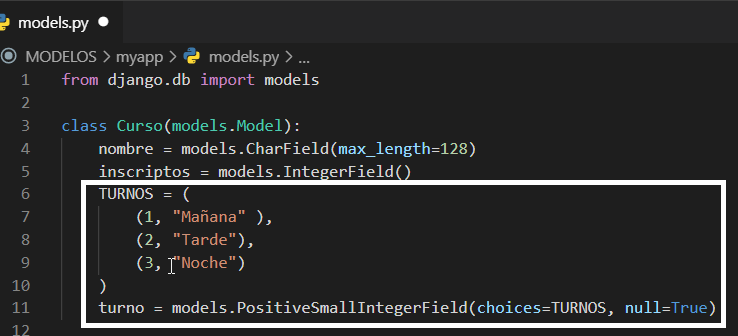 models.py
MODELOS > myapp > models.py > ...
1 from django.db import models
2
3 class Curso(models.Model):
4 nombre = models.CharField(max_length=128)
5 inscriptos = models.IntegerField()
6 TURNOS = (
7 (1, "Mañana" ),
8 (2, "Tarde"),
9 (3, "Noche")
10 )
11 turno = models.PositiveSmallIntegerField(choices=TURNOS, null=True)
12